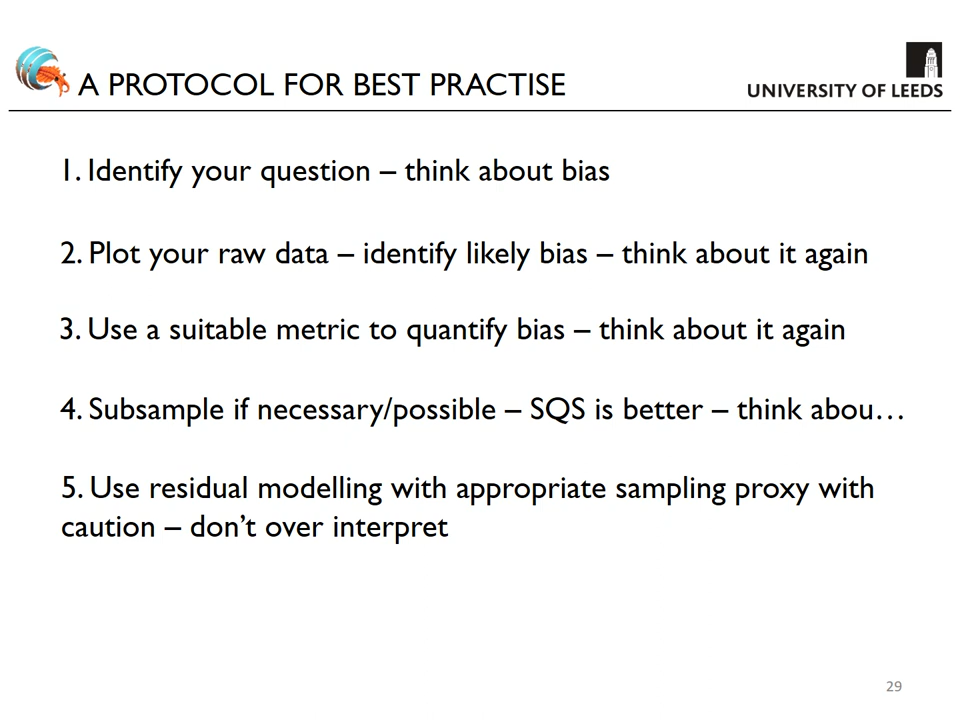 A PROTOCOL FOR BEST PRACTISE
UNIVERSITY OF LEEDS
1. Identify your question – think about bias
2. Plot your raw data – identify likely bias – think about it again
3. Use a suitable metric to quantify bias – think about it again
4. Subsample if necessary/possible – SQS is better – think abou…
5. Use residual modelling with appropriate sampling proxy with
caution – don’t over interpret
29